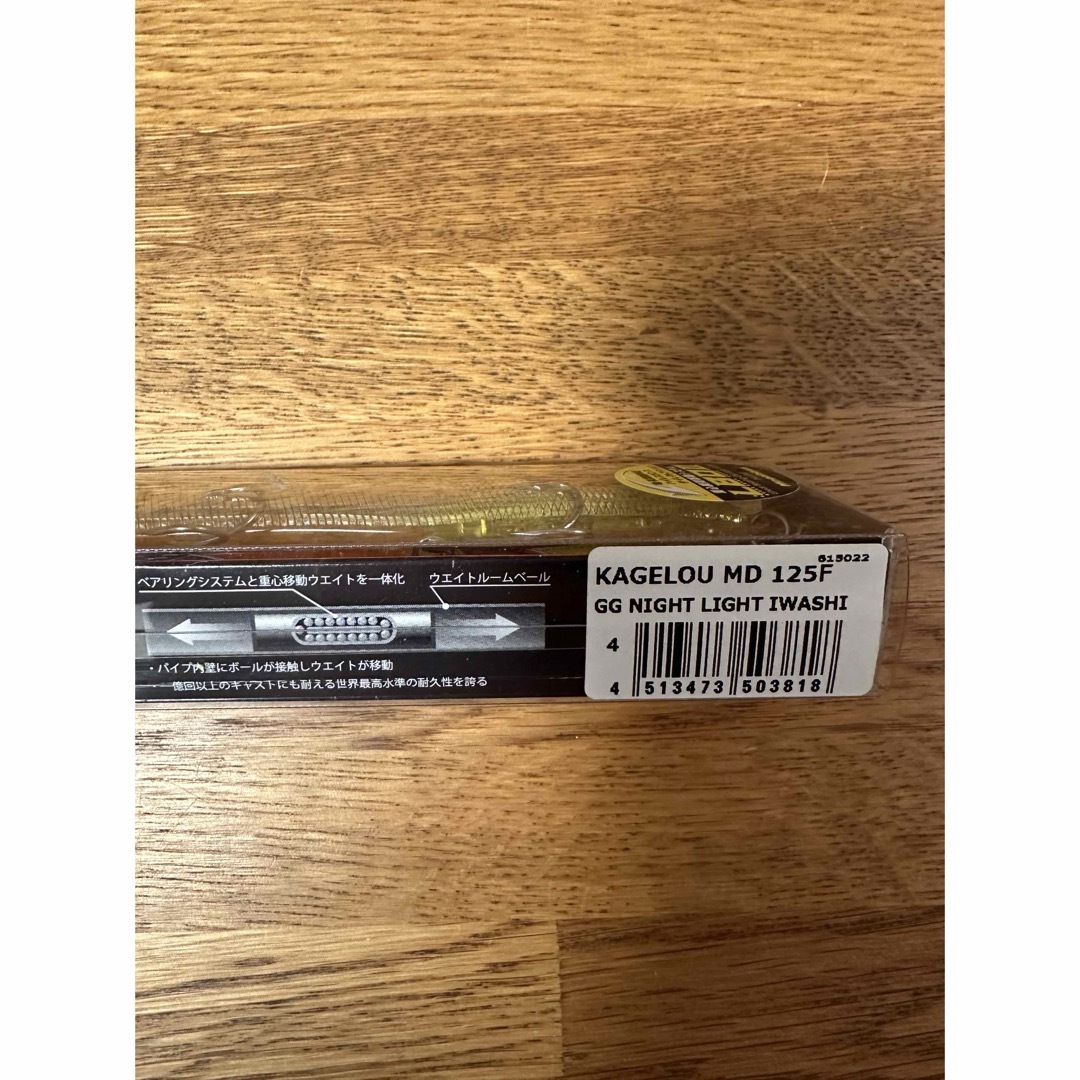 615022
KAGELOU MD 125F
GG NIGHT LIGHT IWASHI
4
4 513473 503818
ベアリングシステムと重心移動ウエイトを一体化
ウエイトルームベール
・パイプ内壁にボールが接触しウエイトが移動
億回以上のキャストにも耐える世界最高水準の耐久性を誇る